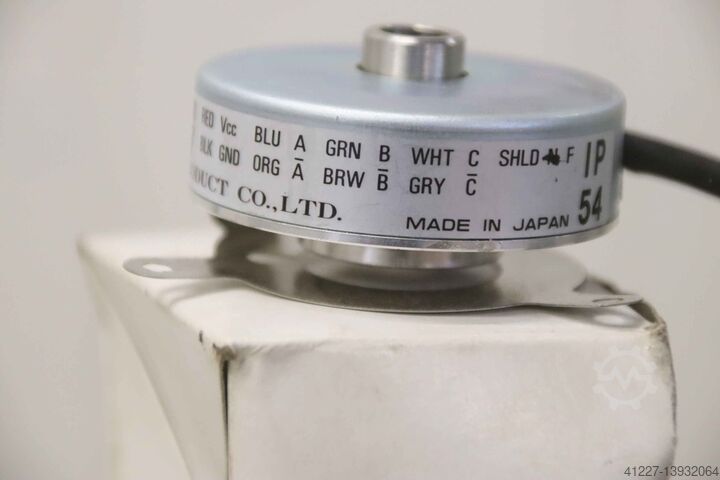 RED Vcc BLU A GRN B WHT C SHLD F IP
BLK GND ORG A̅ BRW B̅ GRY C̅ 54
CO.,LTD. MADE IN JAPAN
41227-13932064